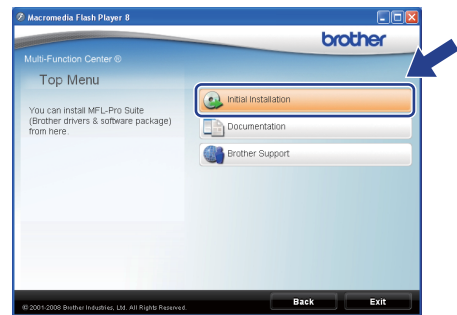 Macromedia Flash Player 8
brother
Multi-Function Center ®
Top Menu
You can install MFL-Pro Suite
(Brother drivers & software package)
from here.
Initial Installation
Documentation
Brother Support
© 2001-2008 Brother Industries, Ltd. All Rights Reserved.
Back
Exit